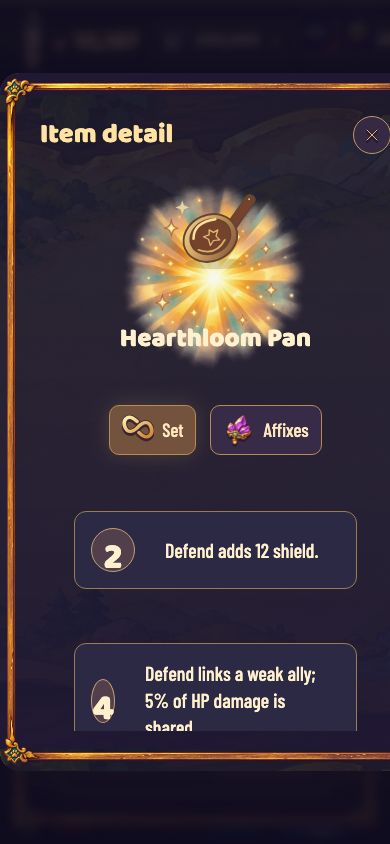 Item detail
Hearthloom Pan
Set
Affixes
2
Defend adds 12 shield.
4
Defend links a weak ally;
5% of HP damage is
shared